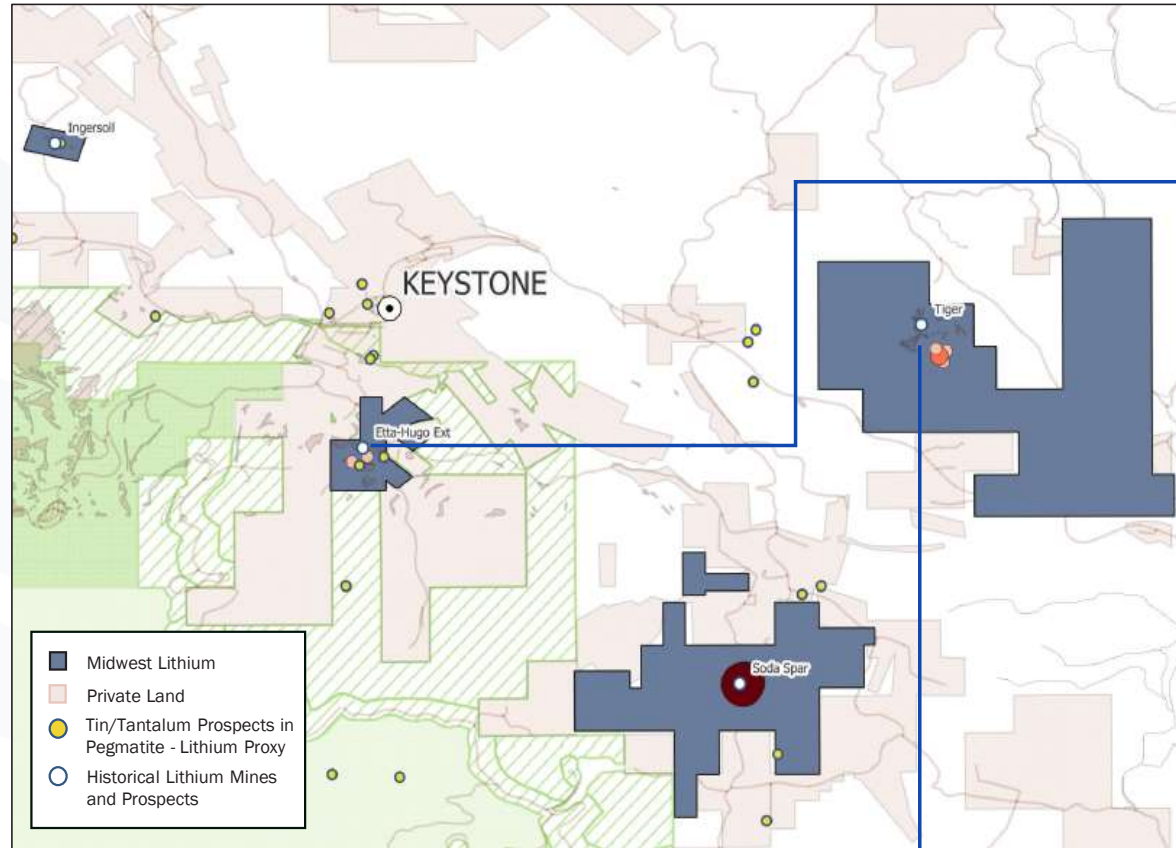 Ingersoll
KEYSTONE
Tiger
Etta-Hugo Ext
Soda Spar
Midwest Lithium
Private Land
Tin/Tantalum Prospects in
Pegmatite - Lithium Proxy
Historical Lithium Mines
and Prospects